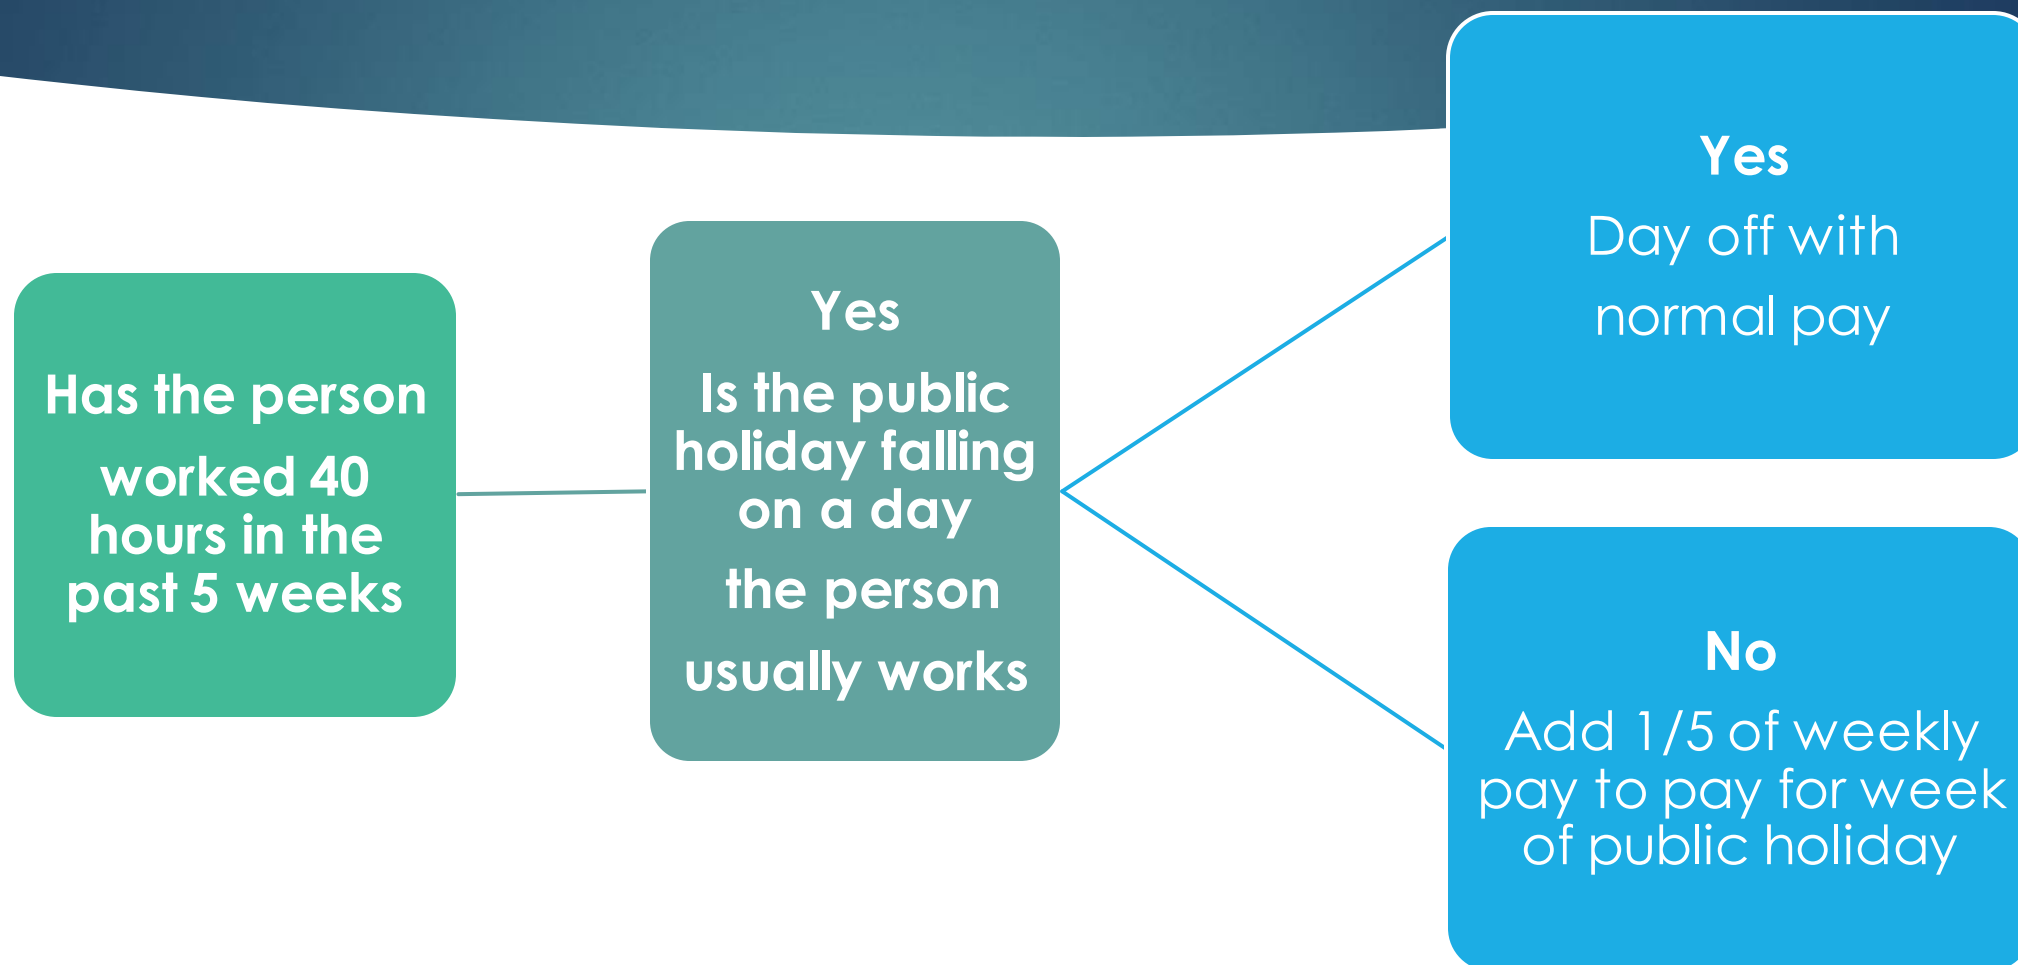 Has the person
worked 40
hours in the
past 5 weeks
Yes
Is the public
holiday falling
on a day
the person
usually works
Yes
Day off with
normal pay
No
Add 1/5 of weekly
pay to pay for week
of public holiday